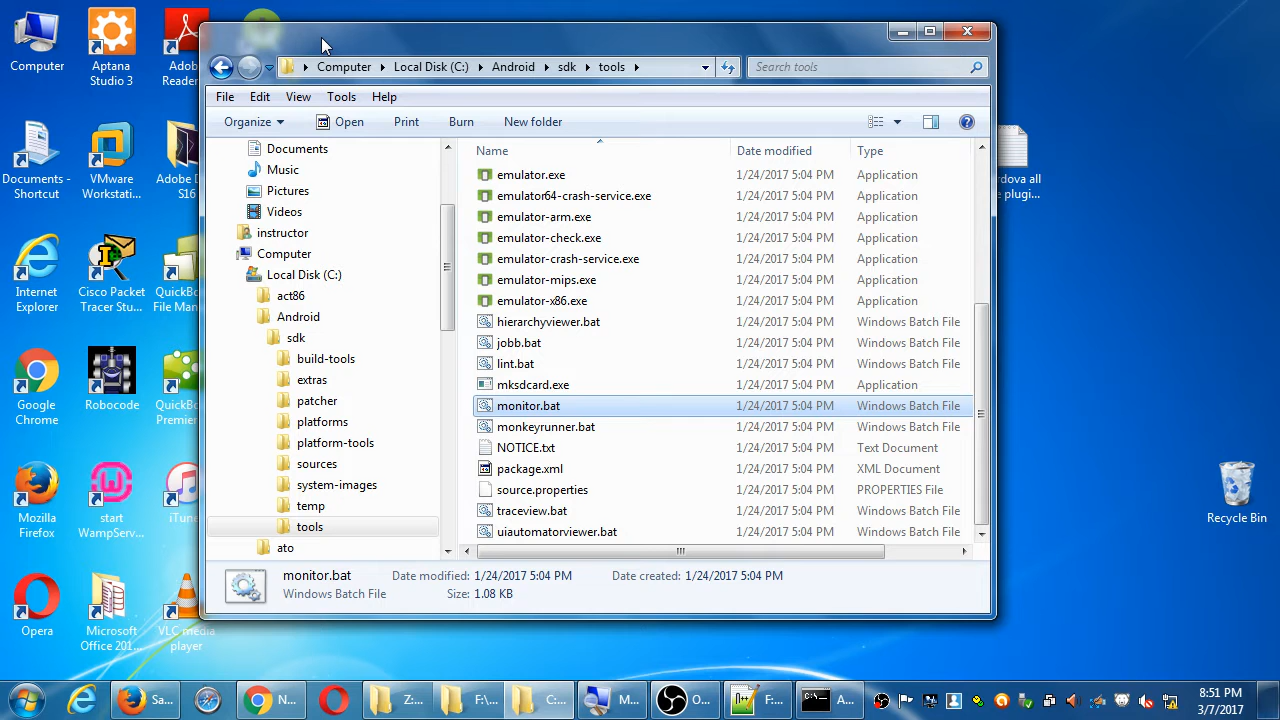 Computer
Aptana
Studio 3
Adob
Reader
Documents -
Shortcut
VMware
Workstati...
Adobe D
S16
Internet
Explorer
Cisco Packet
Tracer Stu...
QuickB
File Man
Google
Chrome
Robocode
QuickB
Premier
Mozilla
Firefox
start
WampServ...
iTun
Opera
Microsoft
Office 201...
VLC media
player
rdova all
e plugi...
Recycle Bin
Computer Local Disk (C:) Android sdk tools
Search tools
File Edit View Tools Help
Organize Open Print Burn New folder
Documents
Music
Pictures
Videos
instructor
Computer
Local Disk (C:)
act86
Android
sdk
build-tools
extras
patcher
platforms
platform-tools
sources
system-images
temp
tools
ato
Name Date modified Type
emulator.exe 1/24/2017 5:04 PM Application
emulator64-crash-service.exe 1/24/2017 5:04 PM Application
emulator-arm.exe 1/24/2017 5:04 PM Application
emulator-check.exe 1/24/2017 5:04 PM Application
emulator-crash-service.exe 1/24/2017 5:04 PM Application
emulator-mips.exe 1/24/2017 5:04 PM Application
emulator-x86.exe 1/24/2017 5:04 PM Application
hierarchyviewer.bat 1/24/2017 5:04 PM Windows Batch File
jobb.bat 1/24/2017 5:04 PM Windows Batch File
lint.bat 1/24/2017 5:04 PM Windows Batch File
mksdcard.exe 1/24/2017 5:04 PM Application
monitor.bat 1/24/2017 5:04 PM Windows Batch File
monkeyrunner.bat 1/24/2017 5:04 PM Windows Batch File
NOTICE.txt 1/24/2017 5:04 PM Text Document
package.xml 1/24/2017 5:04 PM XML Document
source.properties 1/24/2017 5:04 PM PROPERTIES File
traceview.bat 1/24/2017 5:04 PM Windows Batch File
uiautomatorviewer.bat 1/24/2017 5:04 PM Windows Batch File
monitor.bat Date modified: 1/24/2017 5:04 PM Date created: 1/24/2017 5:04 PM
Windows Batch File Size: 1.08 KB
Sa... N... Z:... F:\... C:... M... O... F:... A...
8:51 PM
3/7/2017